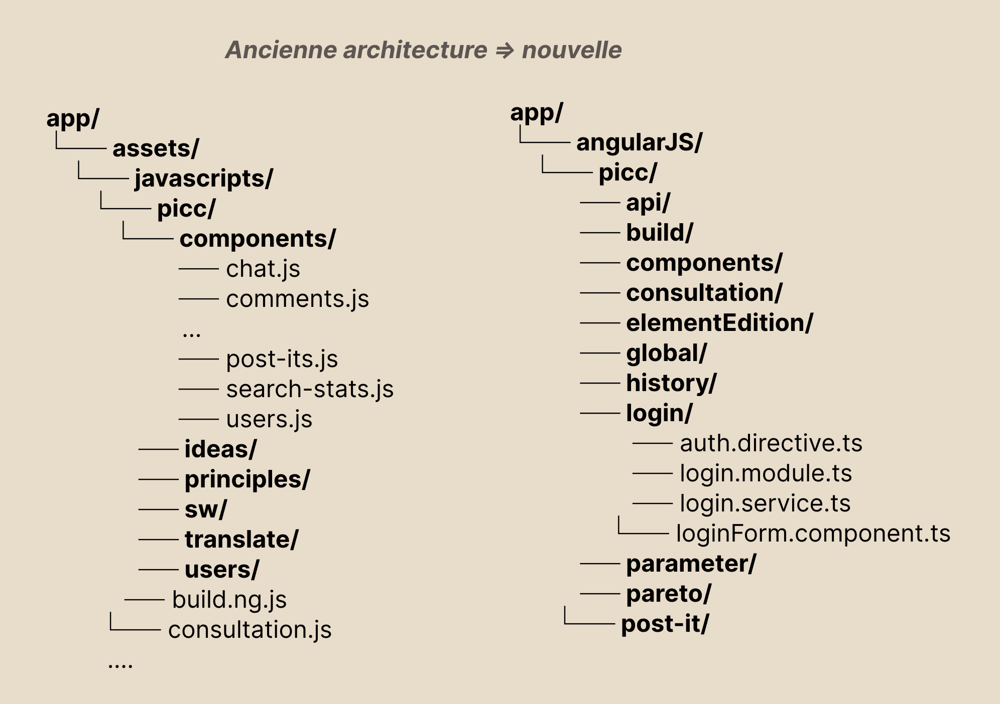 Ancienne architecture ⇒ nouvelle
app/
assets/
javascripts/
picc/
components/
chat.js
comments.js
...
post-its.js
search-stats.js
users.js
ideas/
principles/
sw/
translate/
users/
build.ng.js
consultation.js
....
app/
angularJS/
picc/
api/
build/
components/
consultation/
elementEdition/
global/
history/
login/
auth.directive.ts
login.module.ts
login.service.ts
loginForm.component.ts
parameter/
pareto/
post-it/